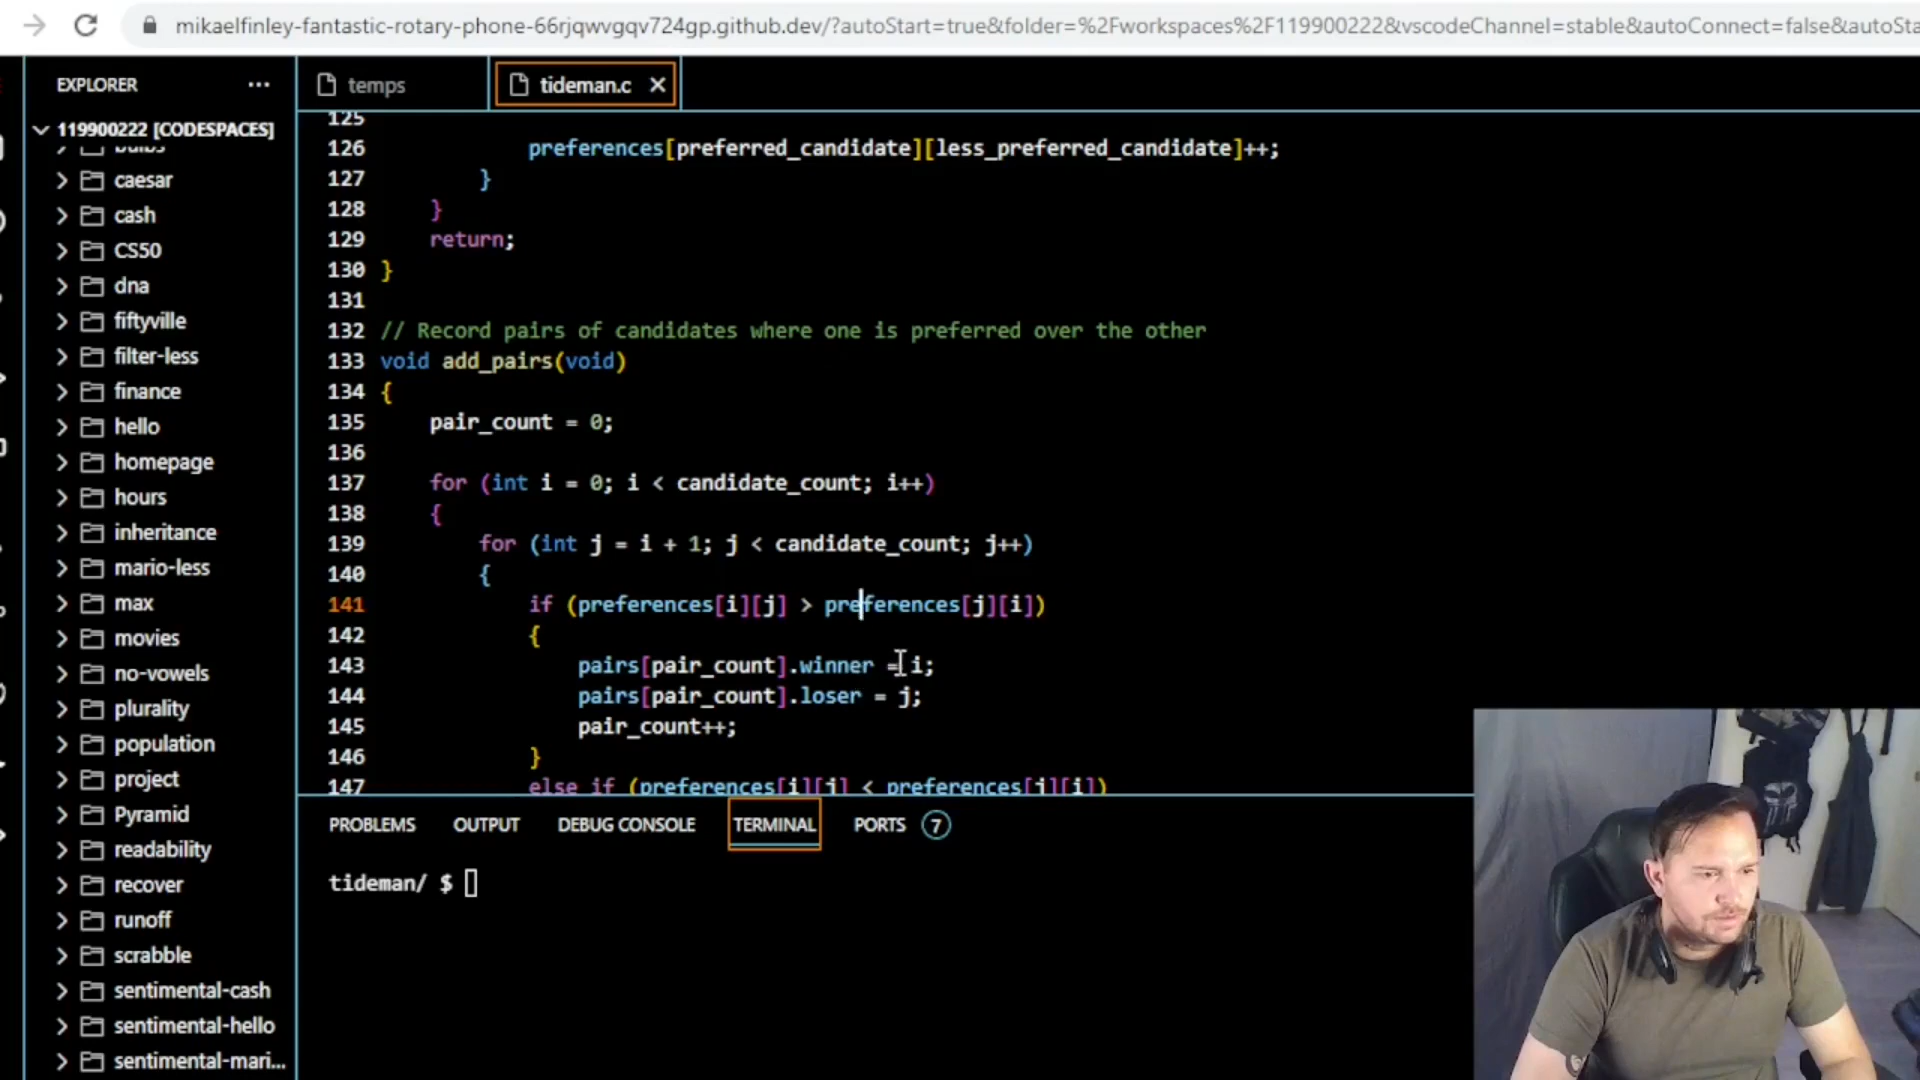 mikaelfinley-fantastic-rotary-phone-66rjqwvgqv724gp.github.dev/?autoStart=true&folder=%2Fworkspaces%2F119900222&vscodeChannel=stable&autoConnect=false&autoSta
EXPLORER ...
119900222 [CODESPACES]
bulbs
caesar
cash
CS50
dna
fiftyville
filter-less
finance
hello
homepage
hours
inheritance
mario-less
max
movies
no-vowels
plurality
population
project
Pyramid
readability
recover
runoff
scrabble
sentimental-cash
sentimental-hello
sentimental-mari...
temps
tideman.c
125
126 preferences[preferred_candidate][less_preferred_candidate]++;
127 }
128 }
129 return;
130 }
131
132 // Record pairs of candidates where one is preferred over the other
133 void add_pairs(void)
134 {
135 pair_count = 0;
136
137 for (int i = 0; i < candidate_count; i++)
138 {
139 for (int j = i + 1; j < candidate_count; j++)
140 {
141 if (preferences[i][j] > preferences[j][i])
142 {
143 pairs[pair_count].winner = i;
144 pairs[pair_count].loser = j;
145 pair_count++;
146 }
147 else if (preferences[i][j] < preferences[j][i])
PROBLEMS OUTPUT DEBUG CONSOLE TERMINAL PORTS 7
tideman/ $